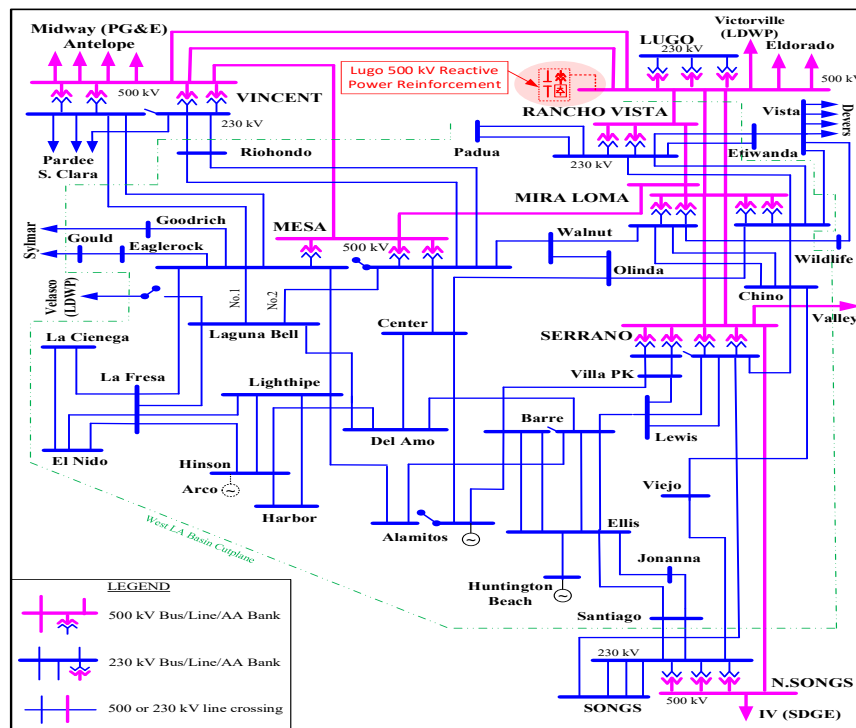 Midway (PG&E)
Antelope
500 kV
VINCENT
230 kV
Pardee
S. Clara
Riohondo
Lugo 500 kV Reactive
Power Reinforcement
Victorville
(LDWP)
LUGO
230 kV
Eldorado
500 kV
RANCHO VISTA
Vista
Devers
Padua
230 kV
Etiwanda
MIRA LOMA
Goodrich
Sylmar
Gould
Eaglerock
MESA
500 kV
Walnut
Olinda
Wildlife
Chino
Velasco
(LDWP)
No.1
No.2
Laguna Bell
Center
SERRANO
Valley
La Cienega
La Fresa
Lighthipe
Villa PK
Del Amo
Barre
Lewis
El Nido
Hinson
Arco
Harbor
Alamitos
Ellis
Viejo
West LA Basin Cutplane
Huntington
Beach
Jonanna
Santiago
LEGEND
500 kV Bus/Line/AA Bank
230 kV Bus/Line/AA Bank
500 or 230 kV line crossing
230 kV
SONGS
500 kV
N.SONGS
IV (SDGE)